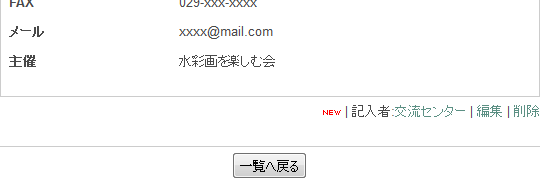 FAX 029-xxx-xxxx
メール xxxx@mail.com
主催 水彩画を楽しむ会
NEW | 記入者:交流センター | 編集 | 削除
一覧へ戻る